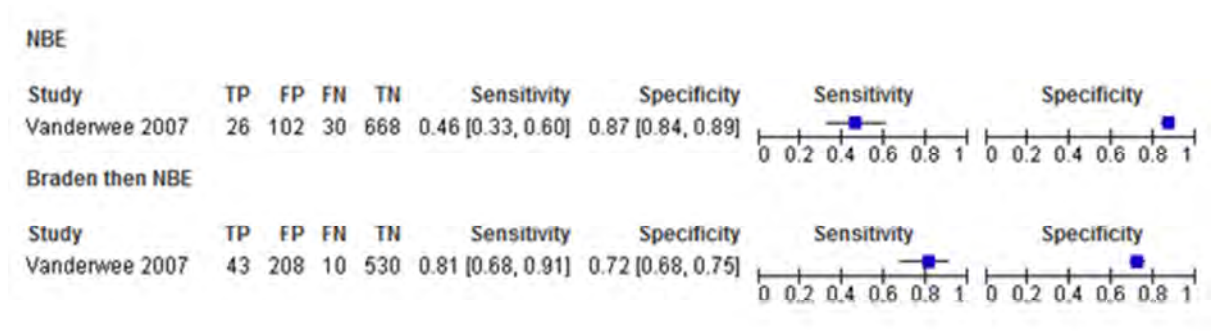 NBE
Study TP FP FN TN Sensitivity Specificity Sensitivity Specificity
Vanderwee 2007 26 102 30 668 0.46 [0.33, 0.60] 0.87 [0.84, 0.89]
0 0.2 0.4 0.6 0.8 1 0 0.2 0.4 0.6 0.8 1
Braden then NBE
Study TP FP FN TN Sensitivity Specificity Sensitivity Specificity
Vanderwee 2007 43 208 10 530 0.81 [0.68, 0.91] 0.72 [0.68, 0.75]
0 0.2 0.4 0.6 0.8 1 0 0.2 0.4 0.6 0.8 1